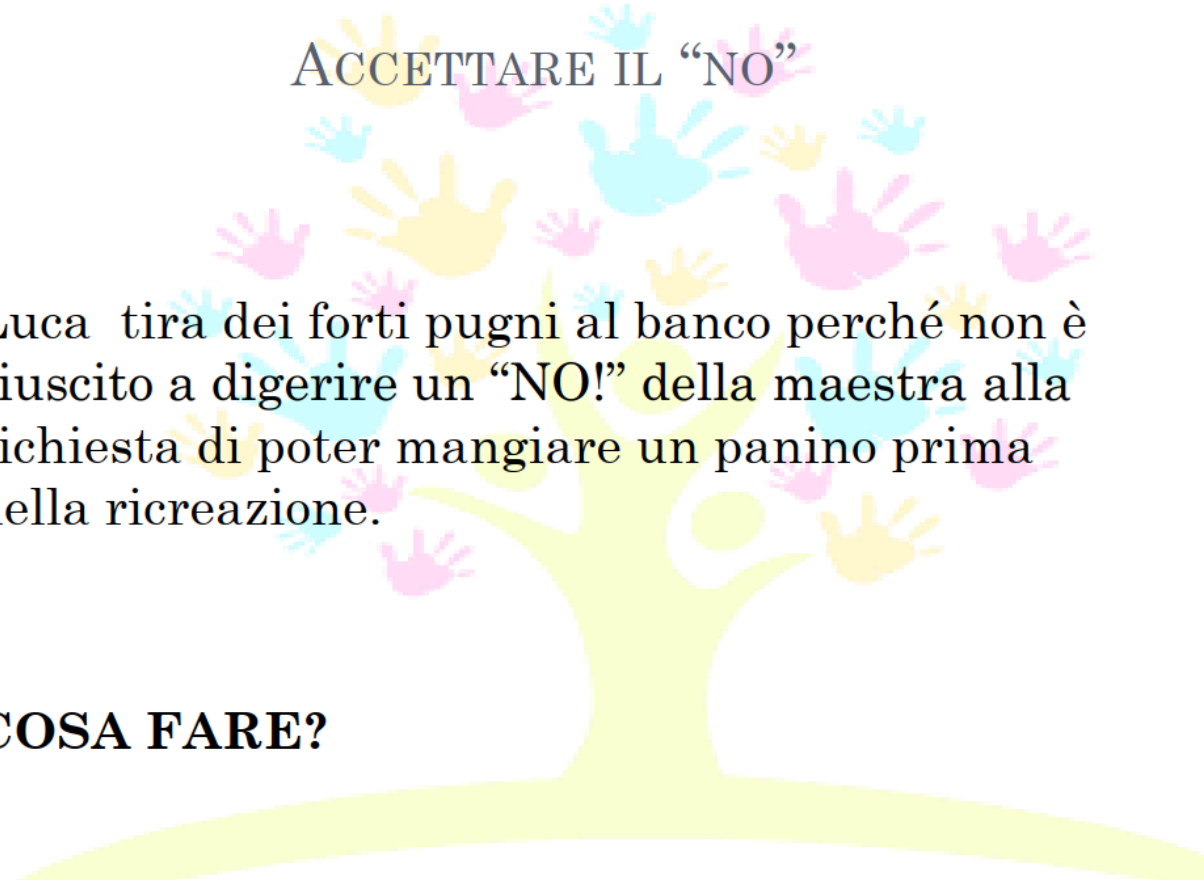 ACCETTARE IL “NO”
Luca tira dei forti pugni al banco perché non è
iuscito a digerire un “NO!” della maestra alla
ichiesta di poter mangiare un panino prima
della ricreazione.
COSA FARE?